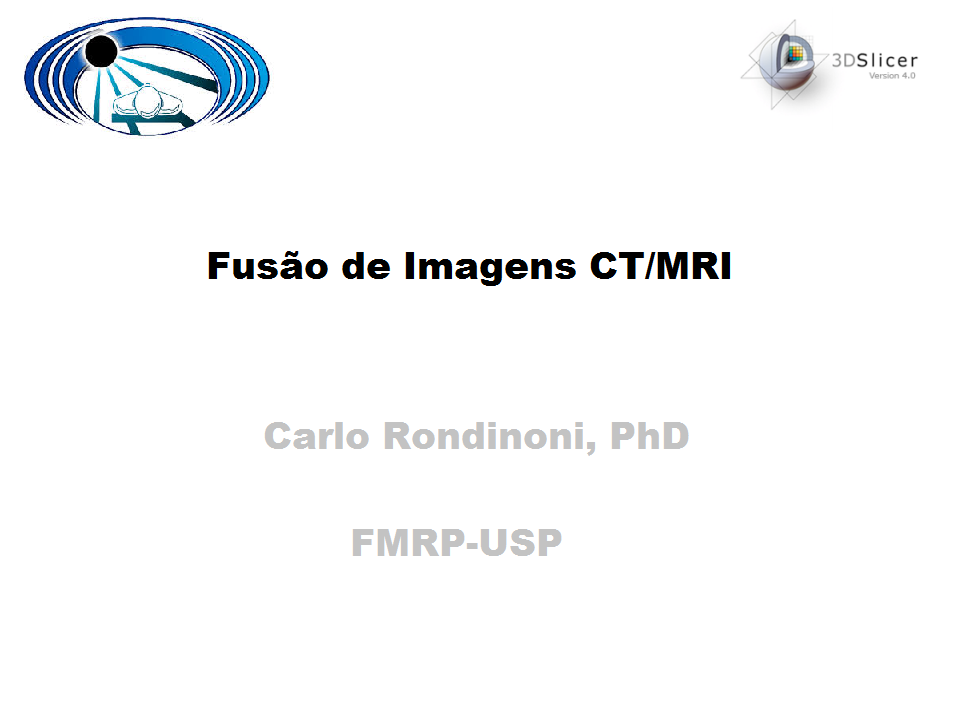 3DSlicer
Version 4.0
Fusão de Imagens CT/MRI
Carlo Rondinoni, PhD
FMRP-USP